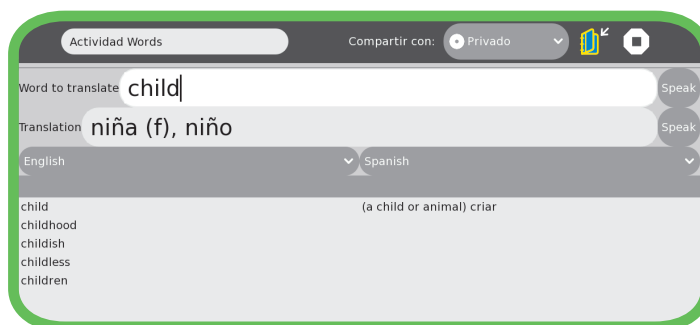 Actividad Words Compartir con: Privado
Word to translate child Speak
Translation niña (f), niño Speak
English Spanish
child (a child or animal) criar
childhood
childish
childless
children